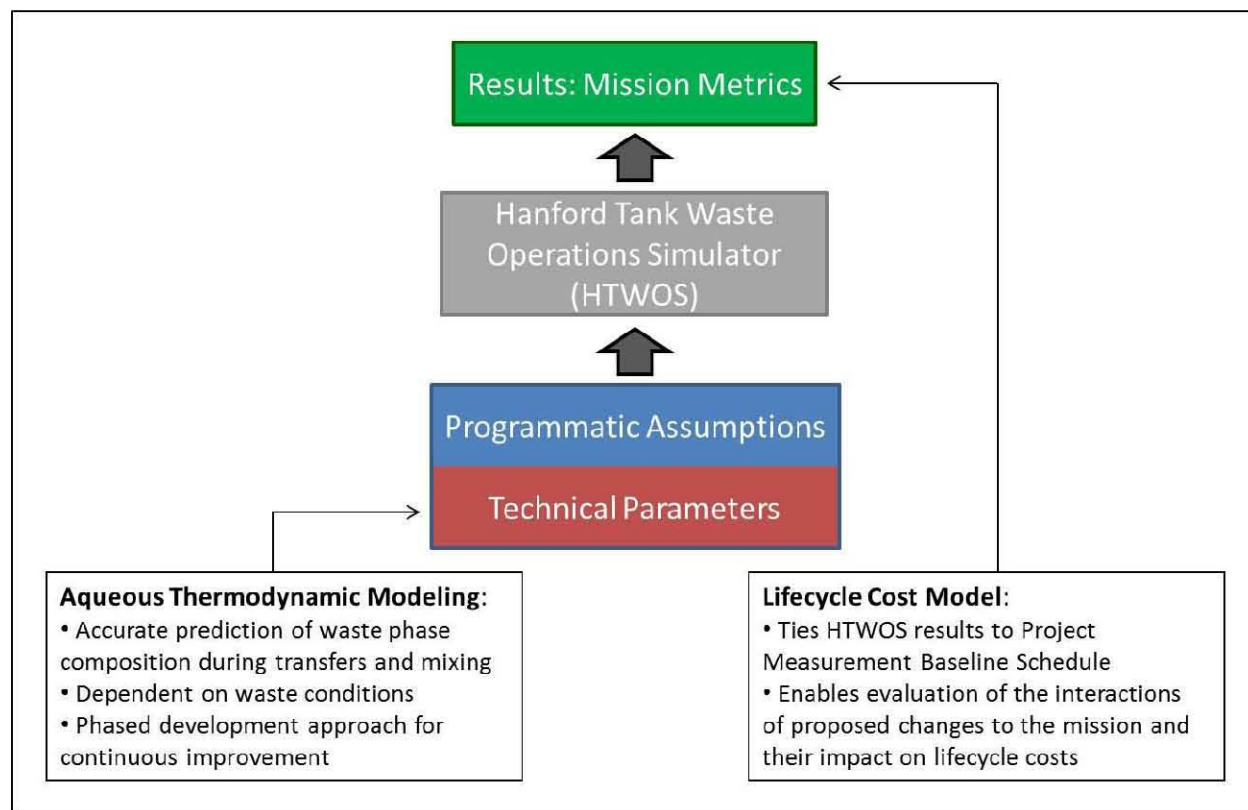 Results: Mission Metrics
Hanford Tank Waste
Operations Simulator
(HTWOS)
Programmatic Assumptions
Technical Parameters
Aqueous Thermodynamic Modeling:
• Accurate prediction of waste phase
composition during transfers and mixing
• Dependent on waste conditions
• Phased development approach for
continuous improvement
Lifecycle Cost Model:
• Ties HTWOS results to Project
Measurement Baseline Schedule
• Enables evaluation of the interactions
of proposed changes to the mission and
their impact on lifecycle costs